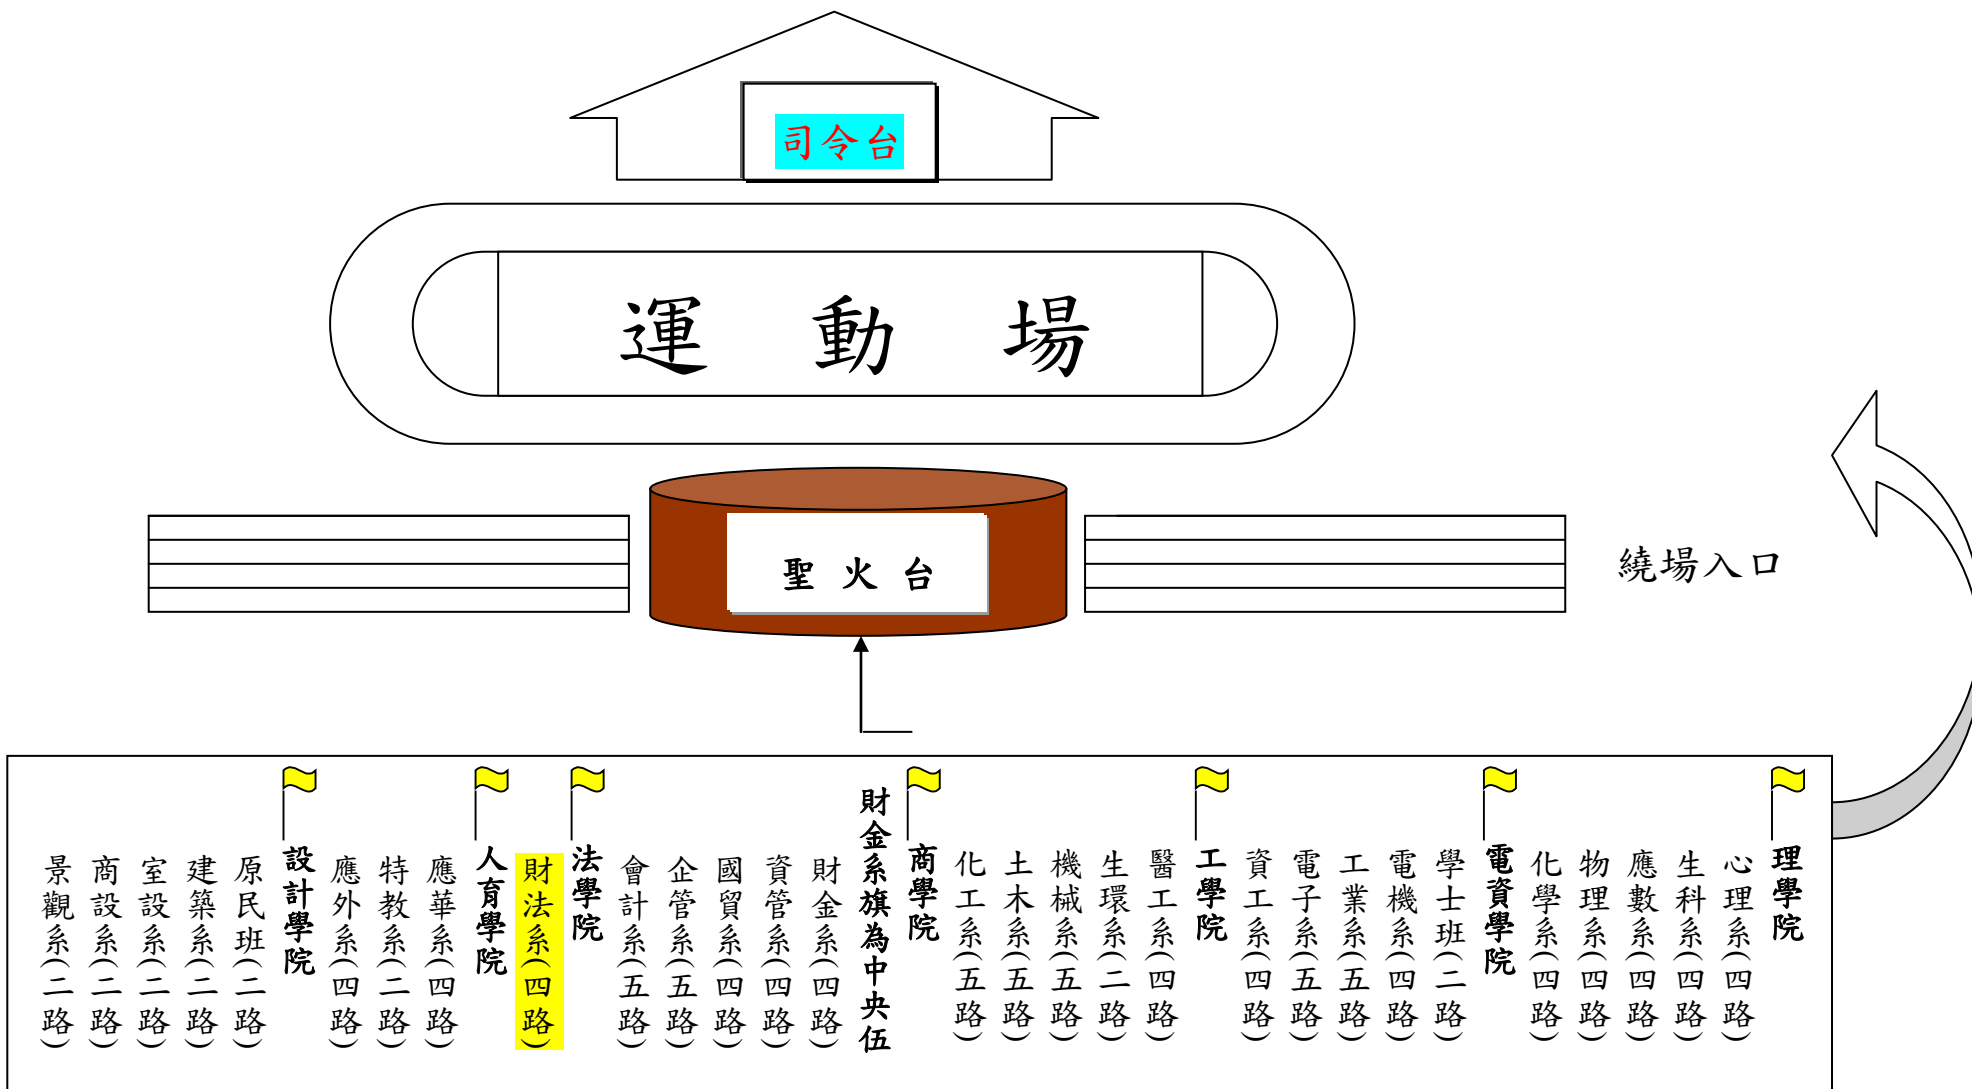 司令台
運動場
聖火台
繞場入口
理學院
心理系(四路)
生科系(四路)
應數系(四路)
物理系(四路)
化學系(四路)
電資學院
學士班(二路)
電機系(四路)
工業系(五路)
電子系(五路)
資工系(四路)
工學院
醫工系(四路)
生環系(二路)
機械系(五路)
土木系(五路)
化工系(五路)
商學院
財金系旗為中央伍
財金系(四路)
資管系(四路)
國貿系(四路)
企管系(五路)
會計系(五路)
法學院
財法系(四路)
人育學院
應華系(四路)
特教系(二路)
應外系(四路)
設計學院
原民班(二路)
建築系(二路)
室設系(二路)
商設系(二路)
景觀系(二路)